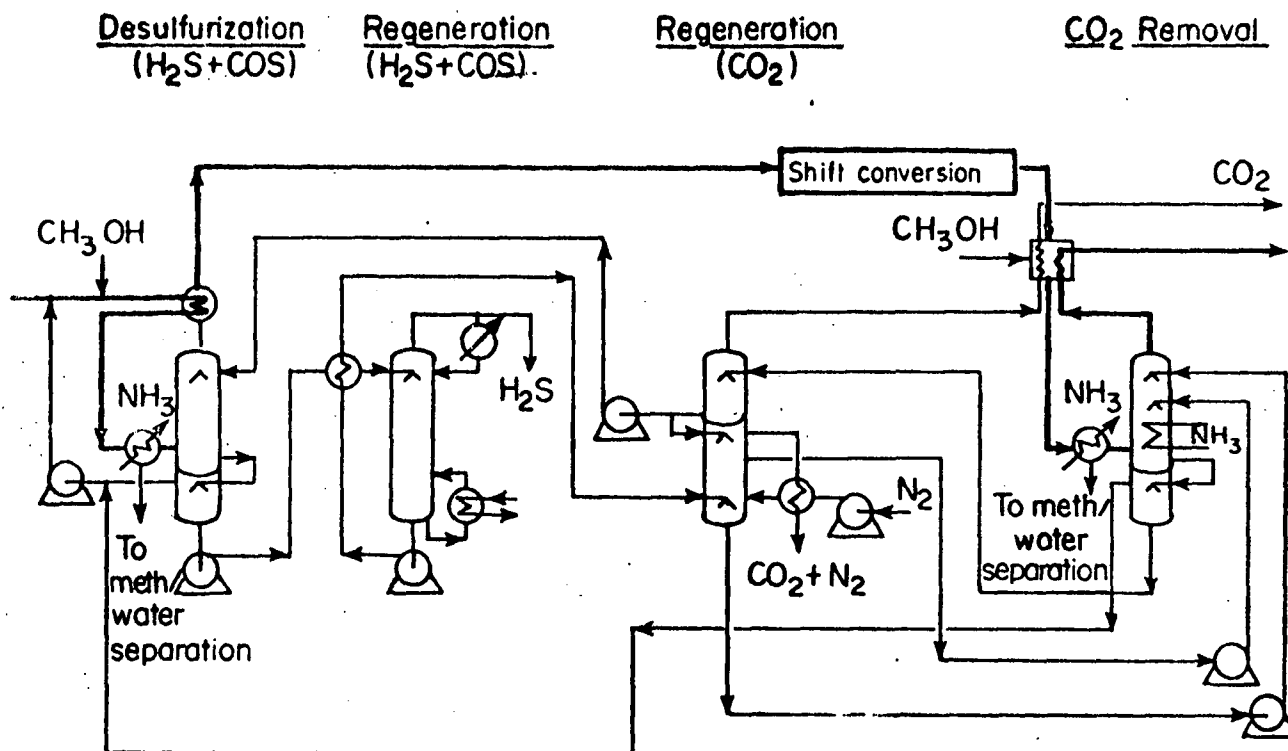 Desulfurization
(H₂S+COS)
Regeneration
(H₂S+COS).
Regeneration
(CO₂)
CO₂ Removal
Shift conversion
CO₂
CH₃OH
CH₃OH
NH₃
H₂S
NH₃
NH₃
N₂
To
meth/
water
separation
CO₂+N₂
To meth/
water
separation